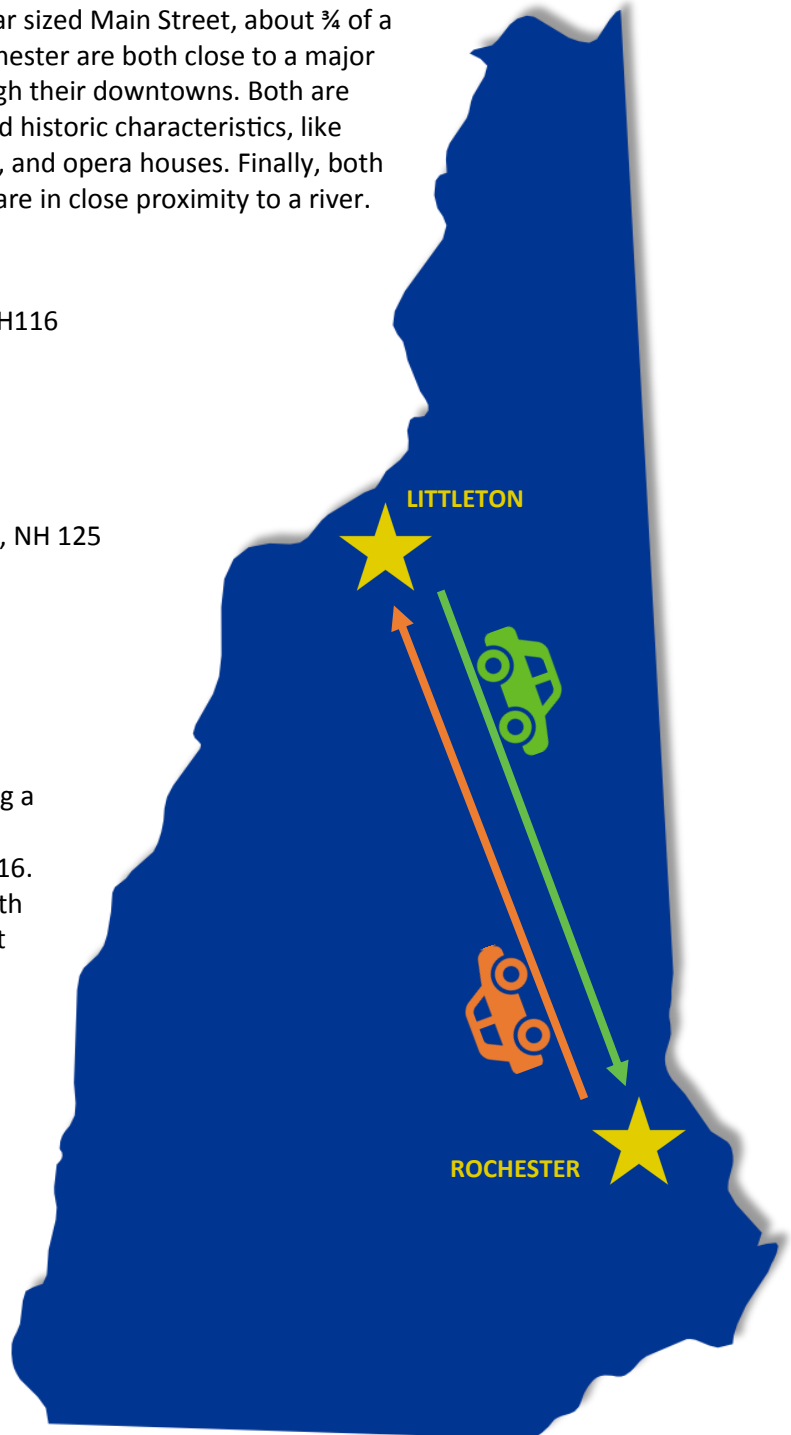 ar sized Main Street, about ¾ of a
hester are both close to a major
gh their downtowns. Both are
d historic characteristics, like
, and opera houses. Finally, both
are in close proximity to a river.
H116
LITTLETON
, NH 125
g a
16.
th
t
ROCHESTER